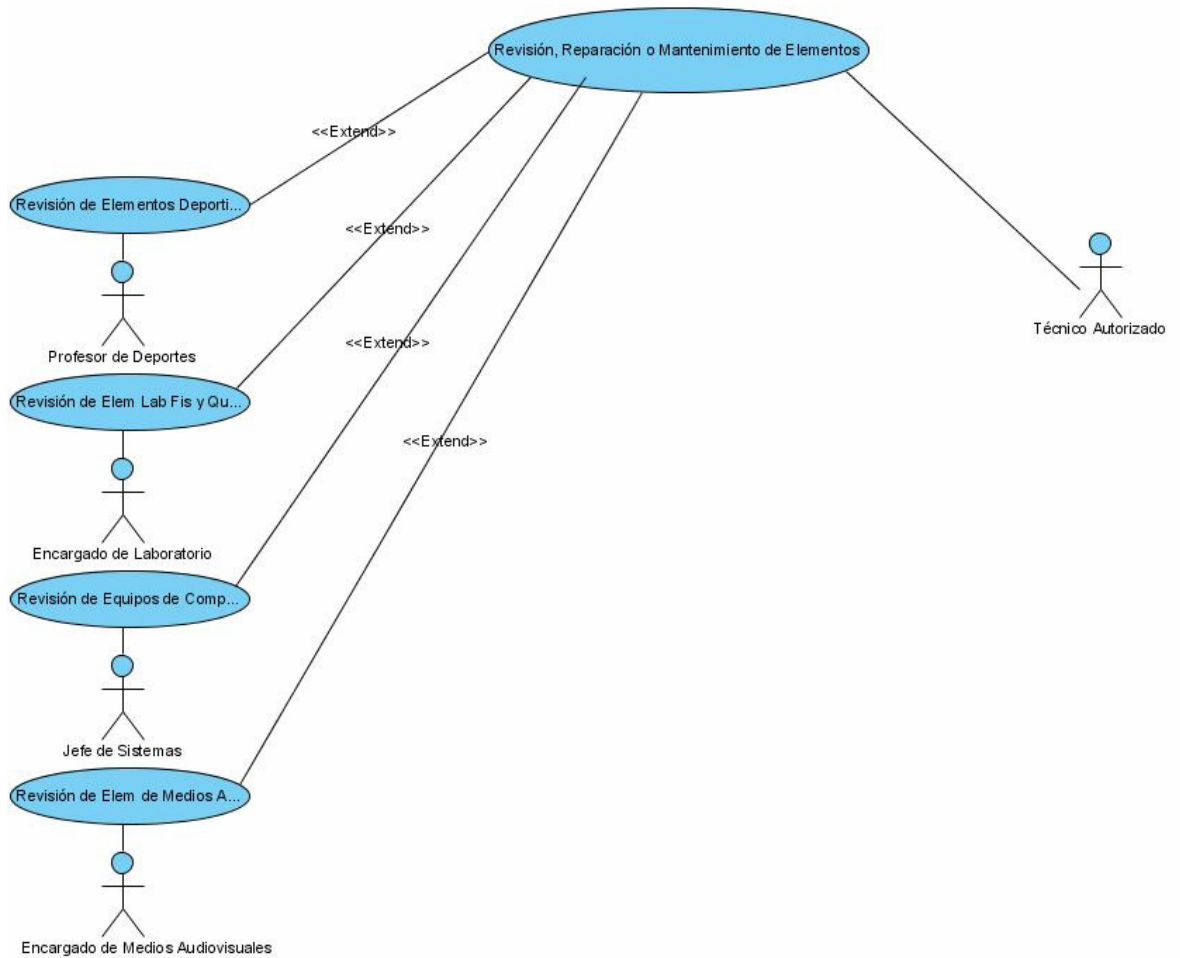 Revisión, Reparación o Mantenimiento de Elementos
<<Extend>>
Revisión de Elementos Deporti...
<<Extend>>
Técnico Autorizado
<<Extend>>
Profesor de Deportes
Revisión de Elem Lab Fis y Qu...
<<Extend>>
Encargado de Laboratorio
Revisión de Equipos de Comp...
Jefe de Sistemas
Revisión de Elem de Medios A...
Encargado de Medios Audiovisuales